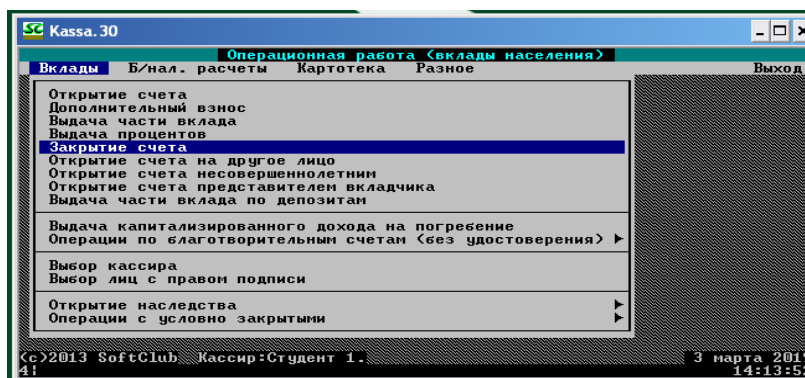 SC Kassa.30
Операционная работа (вклады населения)
Вклады Б/нал. расчеты Картотека Разное Выход
Открытие счета
Дополнительный взнос
Выдача части вклада
Выдача процентов
Закрытие счета
Открытие счета на другое лицо
Открытие счета несовершеннолетним
Открытие счета представителем вкладчика
Выдача части вклада по депозитам
Выдача капитализированного дохода на погребение
Операции по благотворительным счетам (без удостоверения)
Выбор кассира
Выбор лиц с правом подписи
Открытие наследства
Операции с условно закрытыми
(c)2013 SoftClub Кассир:Студент 1. 3 марта 2019
4! 14:13:5